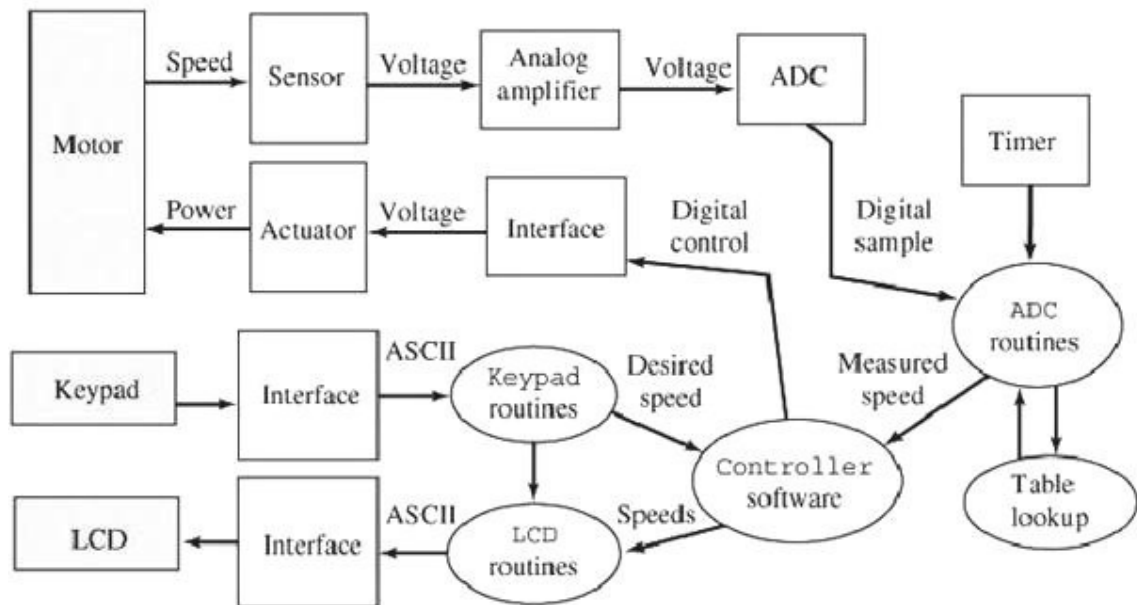 Motor
Speed
Sensor
Voltage
Analog
amplifier
Voltage
ADC
Timer
Power
Actuator
Voltage
Interface
Digital
control
Digital
sample
ADC
routines
Keypad
Interface
ASCII
Keypad
routines
Desired
speed
Measured
speed
Controller
software
Table
lookup
LCD
Interface
ASCII
LCD
routines
Speeds